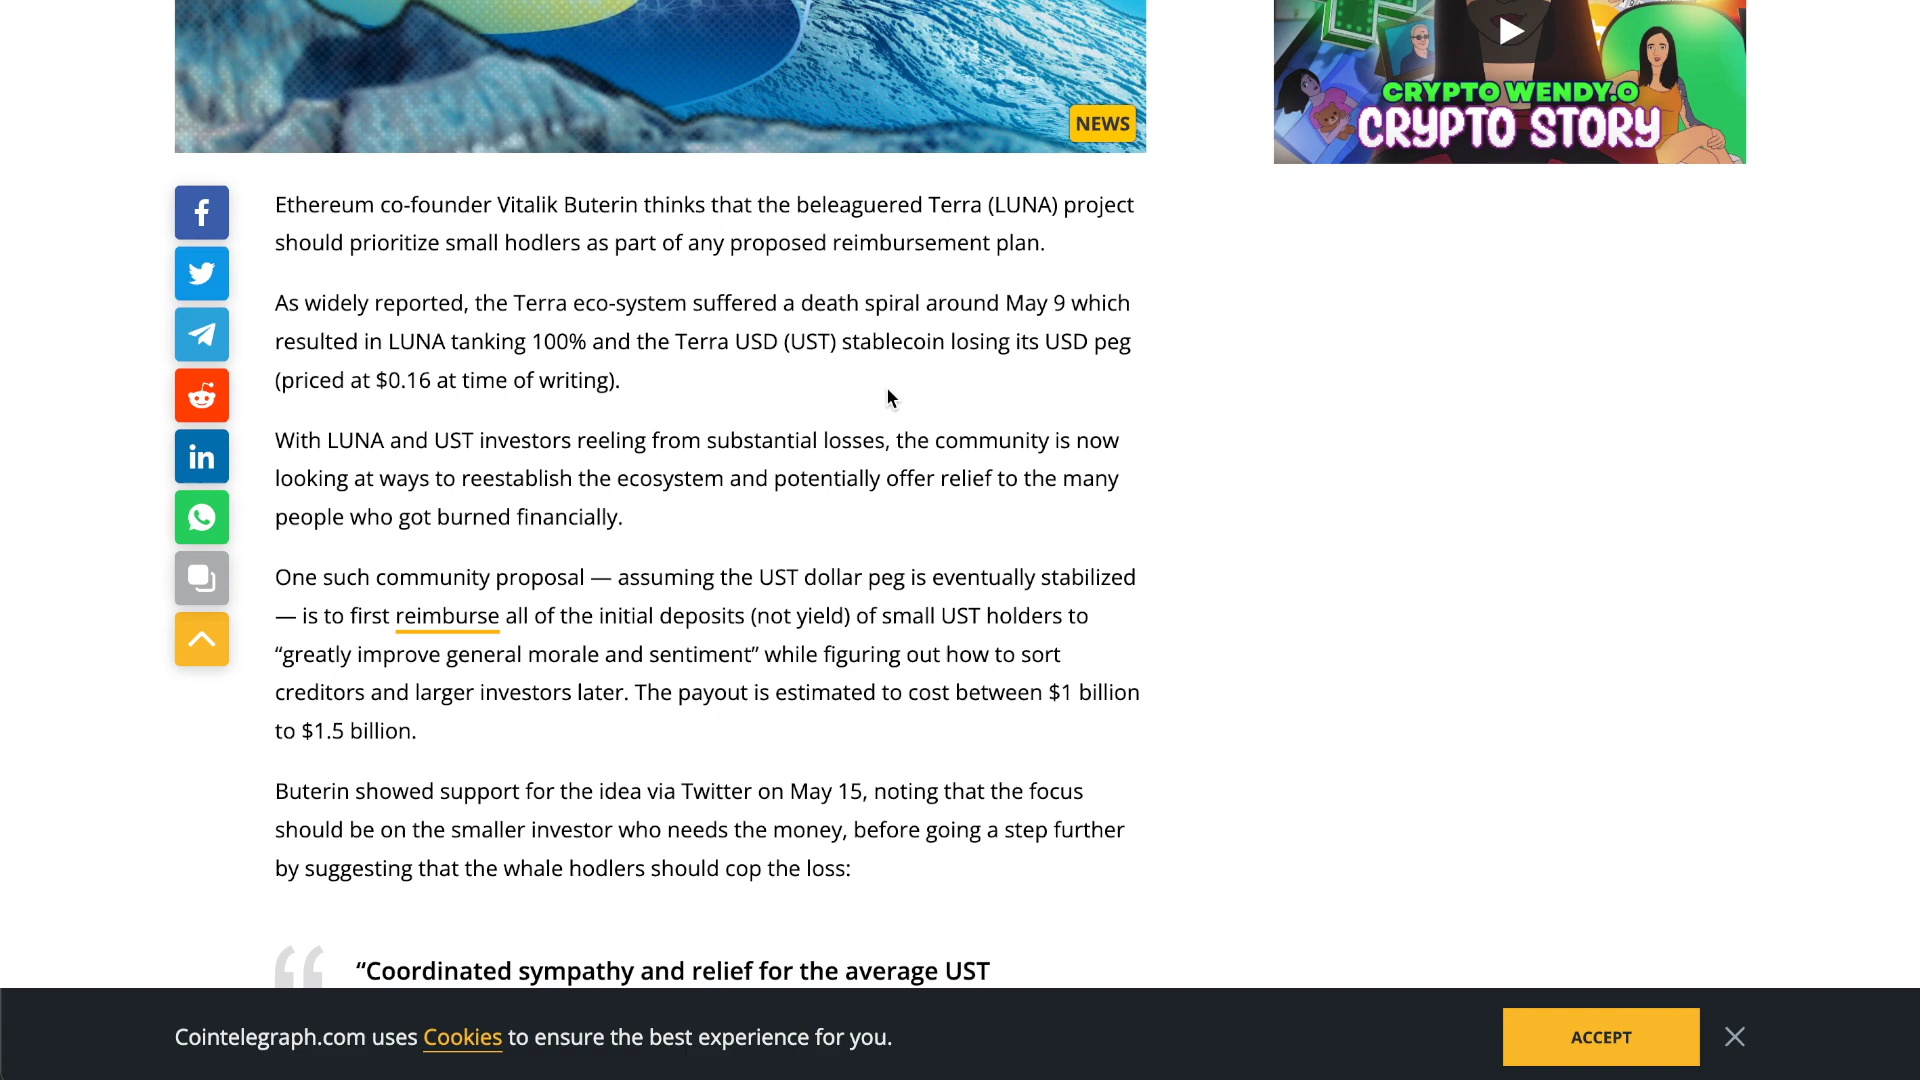 CRYPTO WENDY.O
CRYPTO STORY
NEWS
Ethereum co-founder Vitalik Buterin thinks that the beleaguered Terra (LUNA) project
should prioritize small hodlers as part of any proposed reimbursement plan.
As widely reported, the Terra eco-system suffered a death spiral around May 9 which
resulted in LUNA tanking 100% and the Terra USD (UST) stablecoin losing its USD peg
(priced at $0.16 at time of writing).
With LUNA and UST investors reeling from substantial losses, the community is now
looking at ways to reestablish the ecosystem and potentially offer relief to the many
people who got burned financially.
One such community proposal — assuming the UST dollar peg is eventually stabilized
— is to first reimburse all of the initial deposits (not yield) of small UST holders to
“greatly improve general morale and sentiment” while figuring out how to sort
creditors and larger investors later. The payout is estimated to cost between $1 billion
to $1.5 billion.
Buterin showed support for the idea via Twitter on May 15, noting that the focus
should be on the smaller investor who needs the money, before going a step further
by suggesting that the whale hodlers should cop the loss:
“Coordinated sympathy and relief for the average UST
Cointelegraph.com uses Cookies to ensure the best experience for you.
ACCEPT